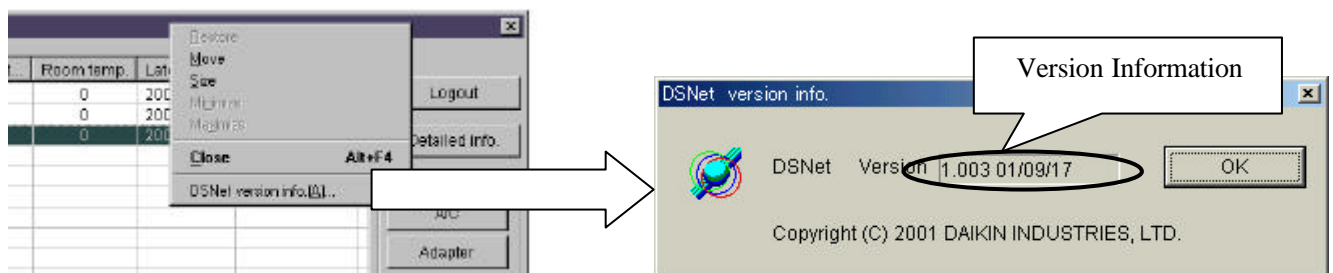 Restore
Move
Size
Minimize
Maximize
Close Alt+F4
DSNet version info.(A)...
Room temp.
0 200
0 200
0 200
Logout
Detailed info.
A/C
Adapter
Version Information
DSNet version info.
DSNet Version 1.003 01/09/17
OK
Copyright (C) 2001 DAIKIN INDUSTRIES, LTD.